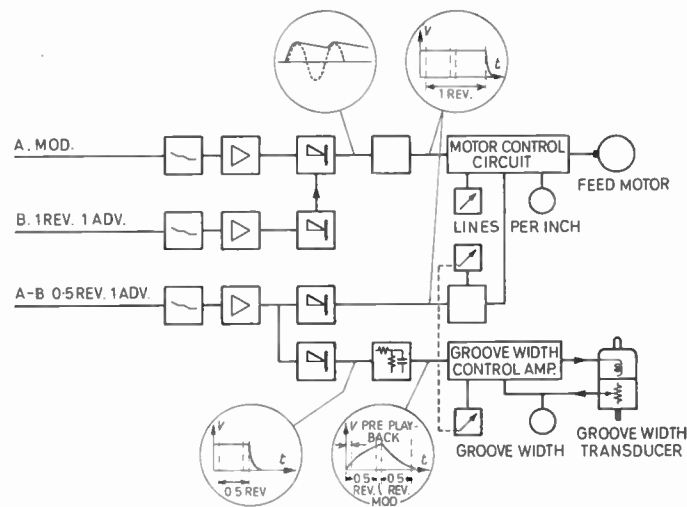 V
t
1 REV.
A. MOD.
MOTOR CONTROL
CIRCUIT
FEED MOTOR
B. 1 REV. 1 ADV.
LINES PER INCH
A-B 0·5 REV. 1 ADV.
GROOVE WIDTH
CONTROL AMP.
GROOVE WIDTH
GROOVE WIDTH
TRANSDUCER
V
t
0·5 REV
V
PRE PLAY-
BACK
t
0·5
REV.
0·5
REV.
MOD